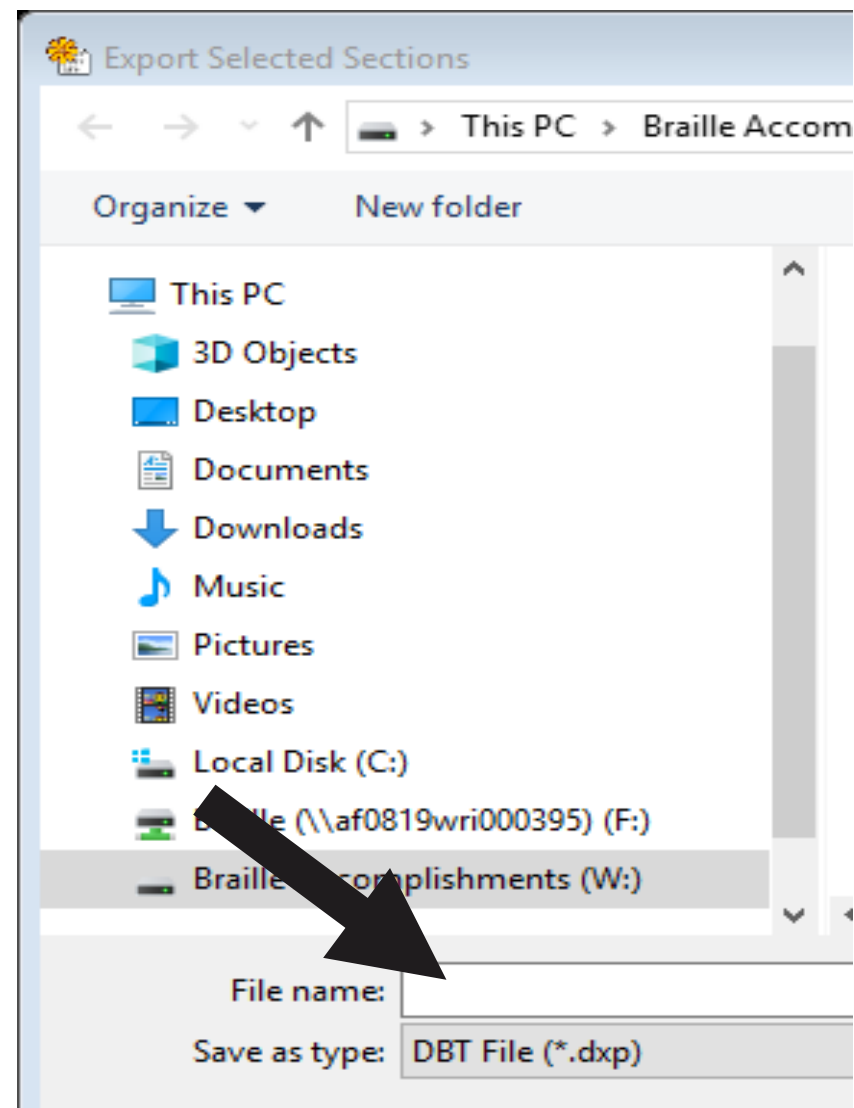 Export Selected Sections
This PC > Braille Accom
Organize New folder
This PC
3D Objects
Desktop
Documents
Downloads
Music
Pictures
Videos
Local Disk (C:)
(\\af0819wri000395) (F:)
Braille complishments (W:)
File name:
Save as type: DBT File (*.dxp)